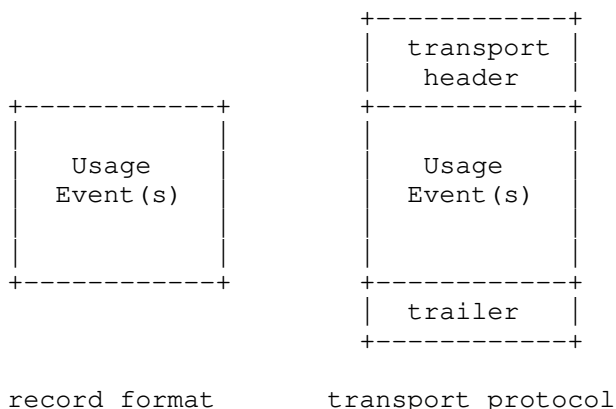 transport
header
Usage Usage
Event(s) Event(s)
trailer
record format transport protocol